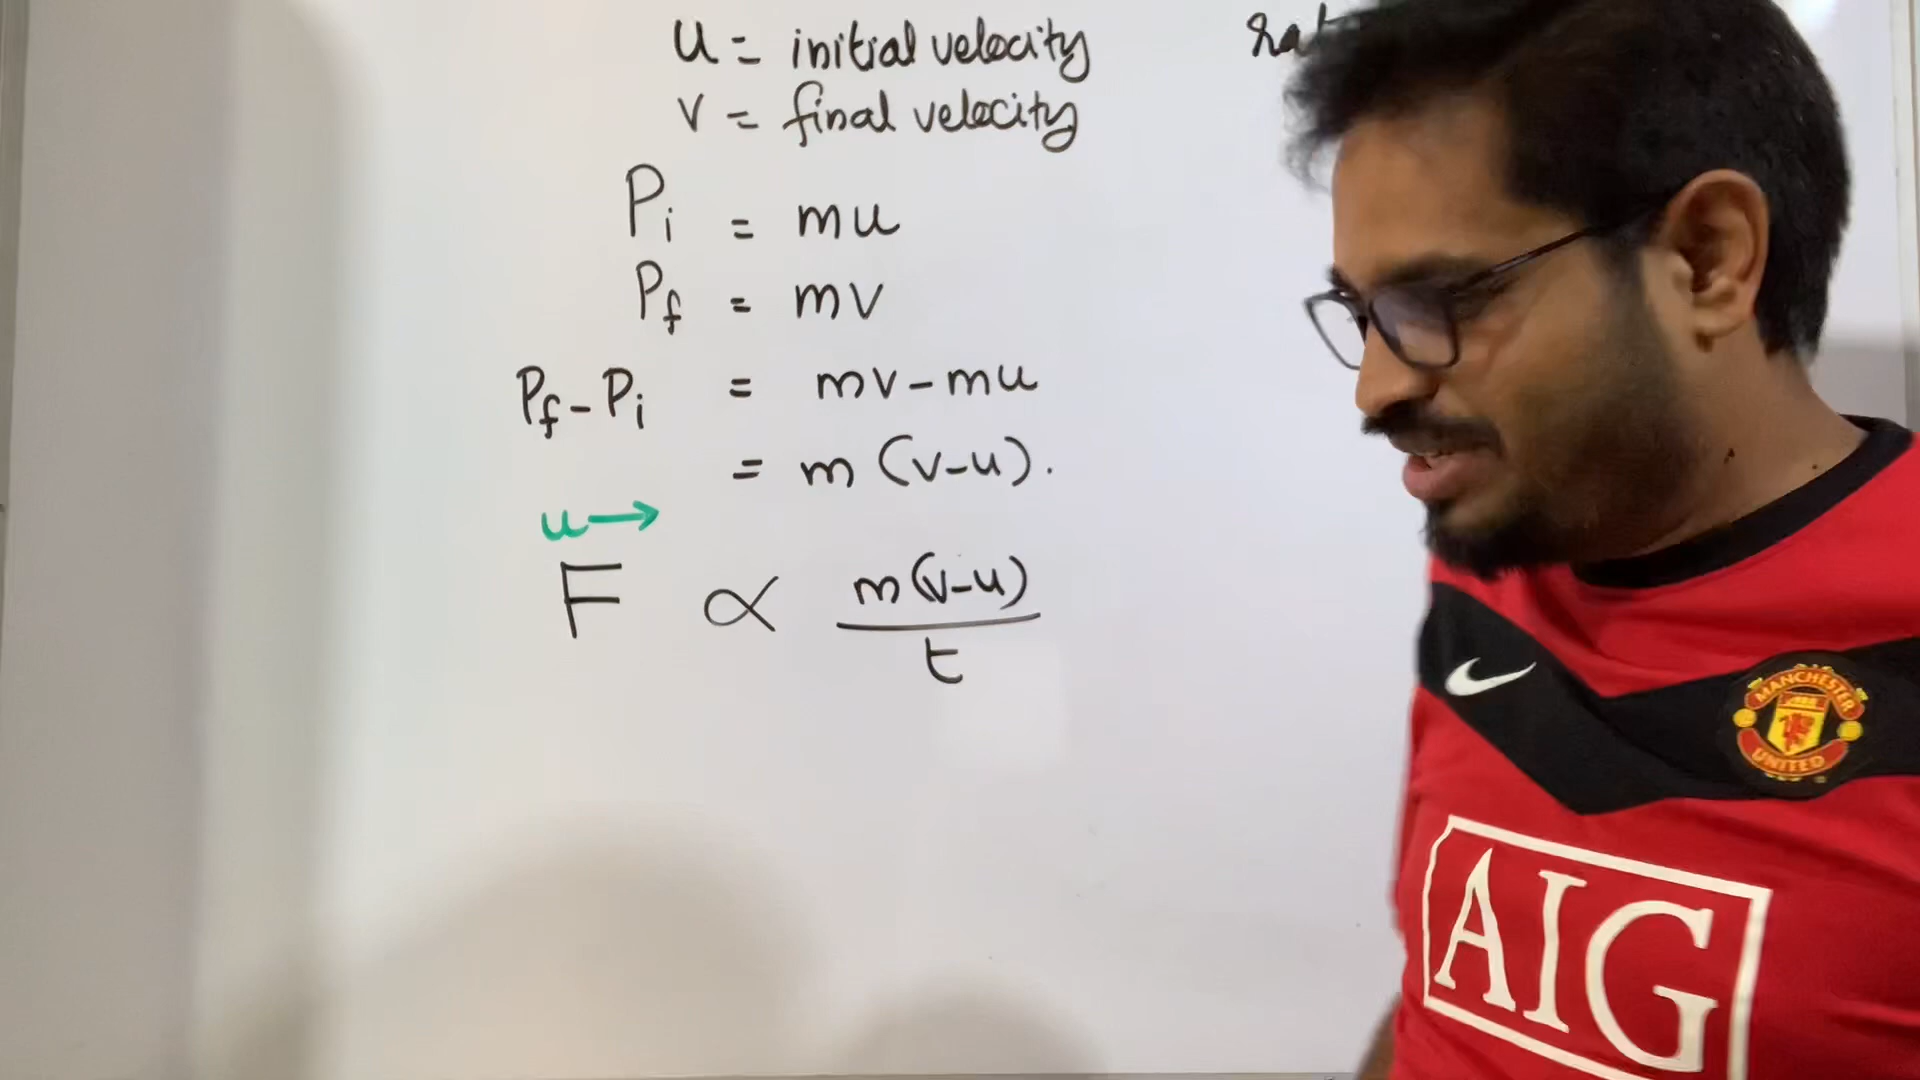 u = initial velocity
v = final velocity
Pi = mu
Pf = mv
Pf - Pi = mv - mu
= m (v-u).
u →
F ∝ m(v-u)
t
MANCHESTER
UNITED
AIG